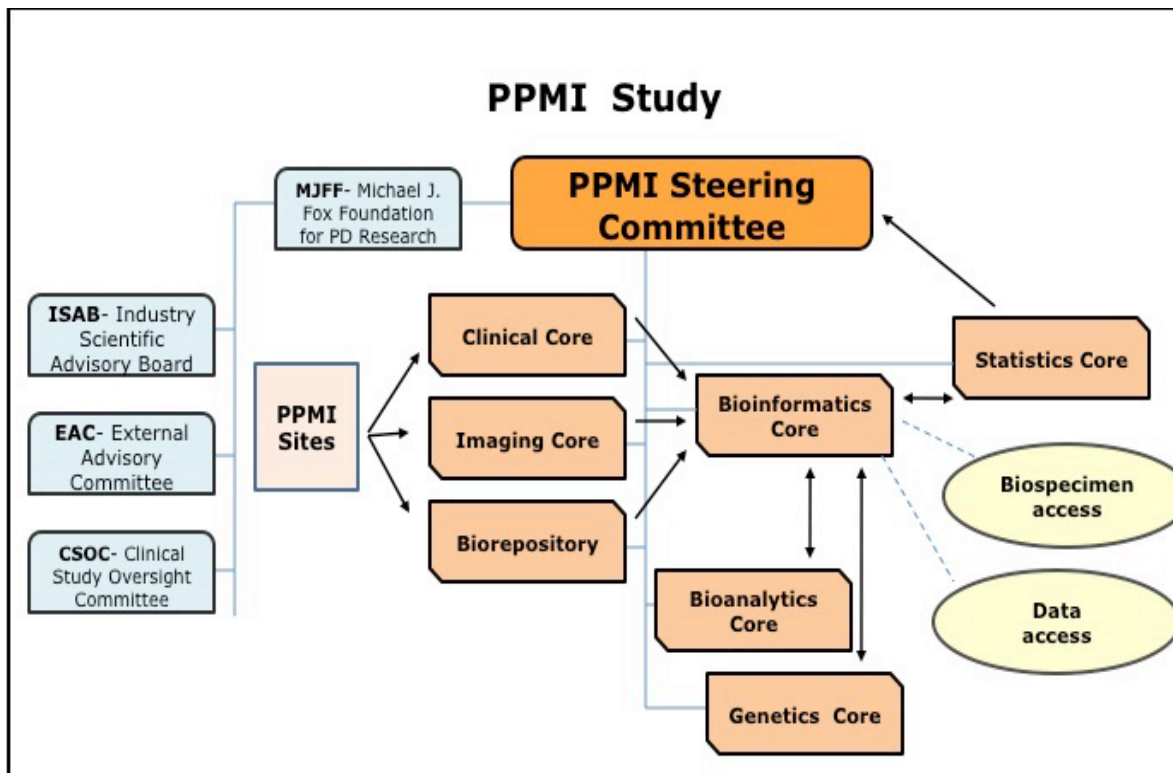 PPMI Study
PPMI Steering
Committee
MJFF- Michael J.
Fox Foundation
for PD Research
ISAB- Industry
Scientific
Advisory Board
EAC- External
Advisory
Committee
CSOC- Clinical
Study Oversight
Committee
PPMI
Sites
Clinical Core
Imaging Core
Biorepository
Bioinformatics
Core
Statistics Core
Bioanalytics
Core
Genetics Core
Biospecimen
access
Data
access